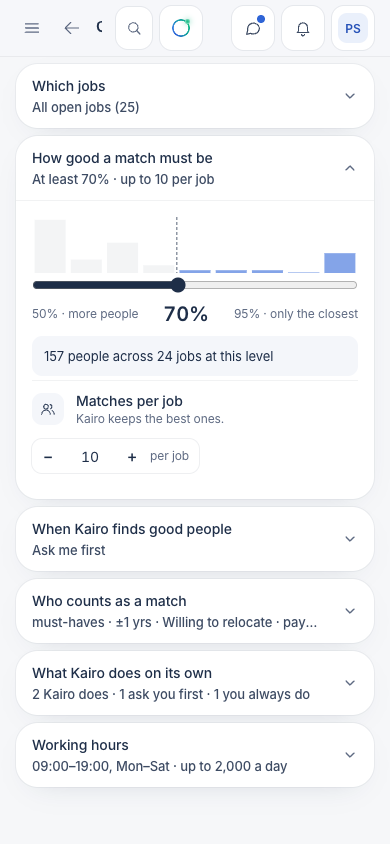 PS
Which jobs
All open jobs (25)
How good a match must be
At least 70% · up to 10 per job
50% · more people 70% 95% · only the closest
157 people across 24 jobs at this level
Matches per job
Kairo keeps the best ones.
− 10 + per job
When Kairo finds good people
Ask me first
Who counts as a match
must-haves · ±1 yrs · Willing to relocate · pay...
What Kairo does on its own
2 Kairo does · 1 ask you first · 1 you always do
Working hours
09:00–19:00, Mon–Sat · up to 2,000 a day